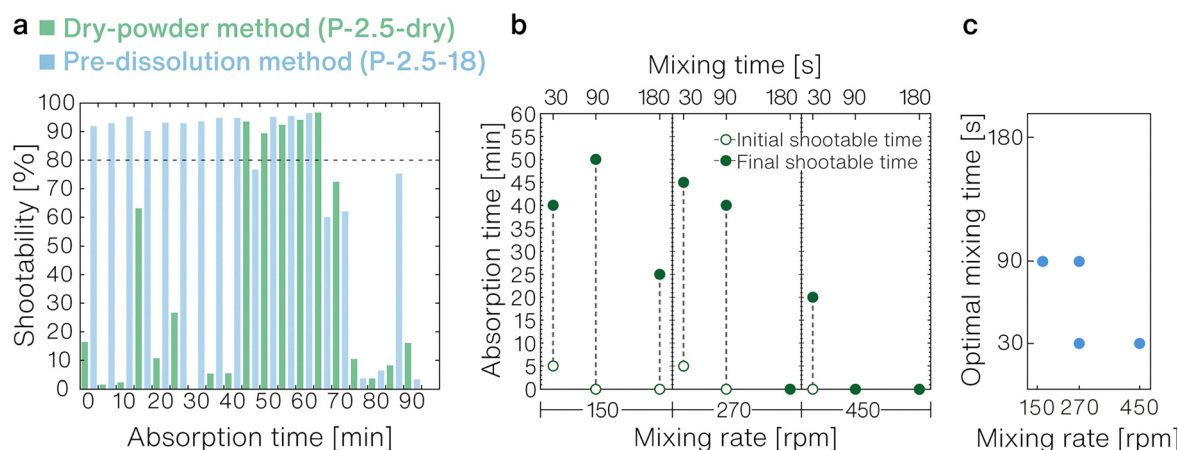 a
Dry-powder method (P-2.5-dry)
Pre-dissolution method (P-2.5-18)
Shootability [%]
100
90
80
70
60
50
40
30
20
10
0
0 10 20 30 40 50 60 70 80 90
Absorption time [min]
b
Mixing time [s]
30 90 180 30 90 180 30 90 180
Absorption time [min]
60
55
50
45
40
35
30
25
20
15
10
5
0
Initial shootable time
Final shootable time
150 270 450
Mixing rate [rpm]
c
Optimal mixing time [s]
180
90
30
150 270 450
Mixing rate [rpm]